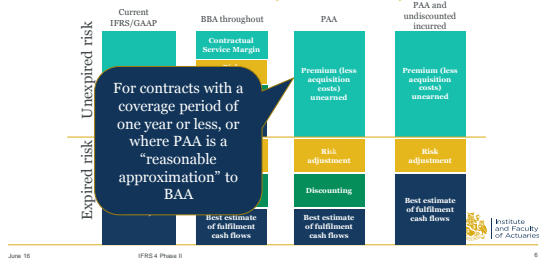 Current
IFRS/GAAP
BBA throughout
PAA
PAA and
undiscounted
incurred
Unexpired risk
Expired risk
Contractual
Service Margin
Premium (less
acquisition
costs)
unearned
Premium (less
acquisition
costs)
unearned
For contracts with a
coverage period of
one year or less, or
where PAA is a
“reasonable
approximation” to
BAA
Risk
adjustment
Risk
adjustment
Discounting
Best estimate
of fulfilment
cash flows
Best estimate
of fulfilment
cash flows
Best estimate
of fulfilment
cash flows
Institute
and Faculty
of Actuaries
June 16
IFRS 4 Phase II
6